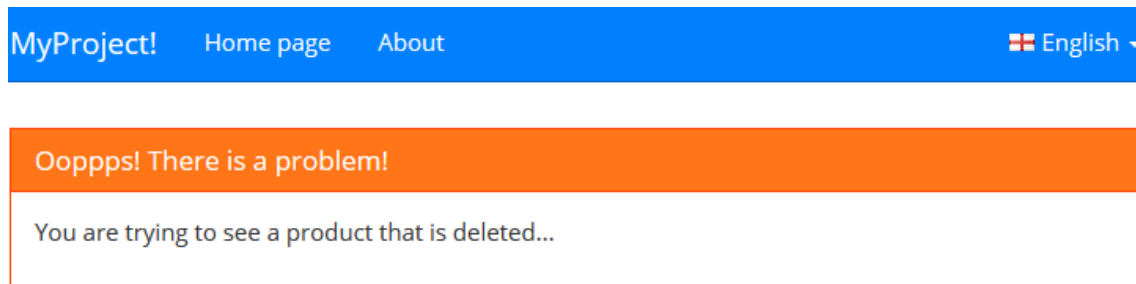 MyProject! Home page About English
Ooppps! There is a problem!
You are trying to see a product that is deleted...